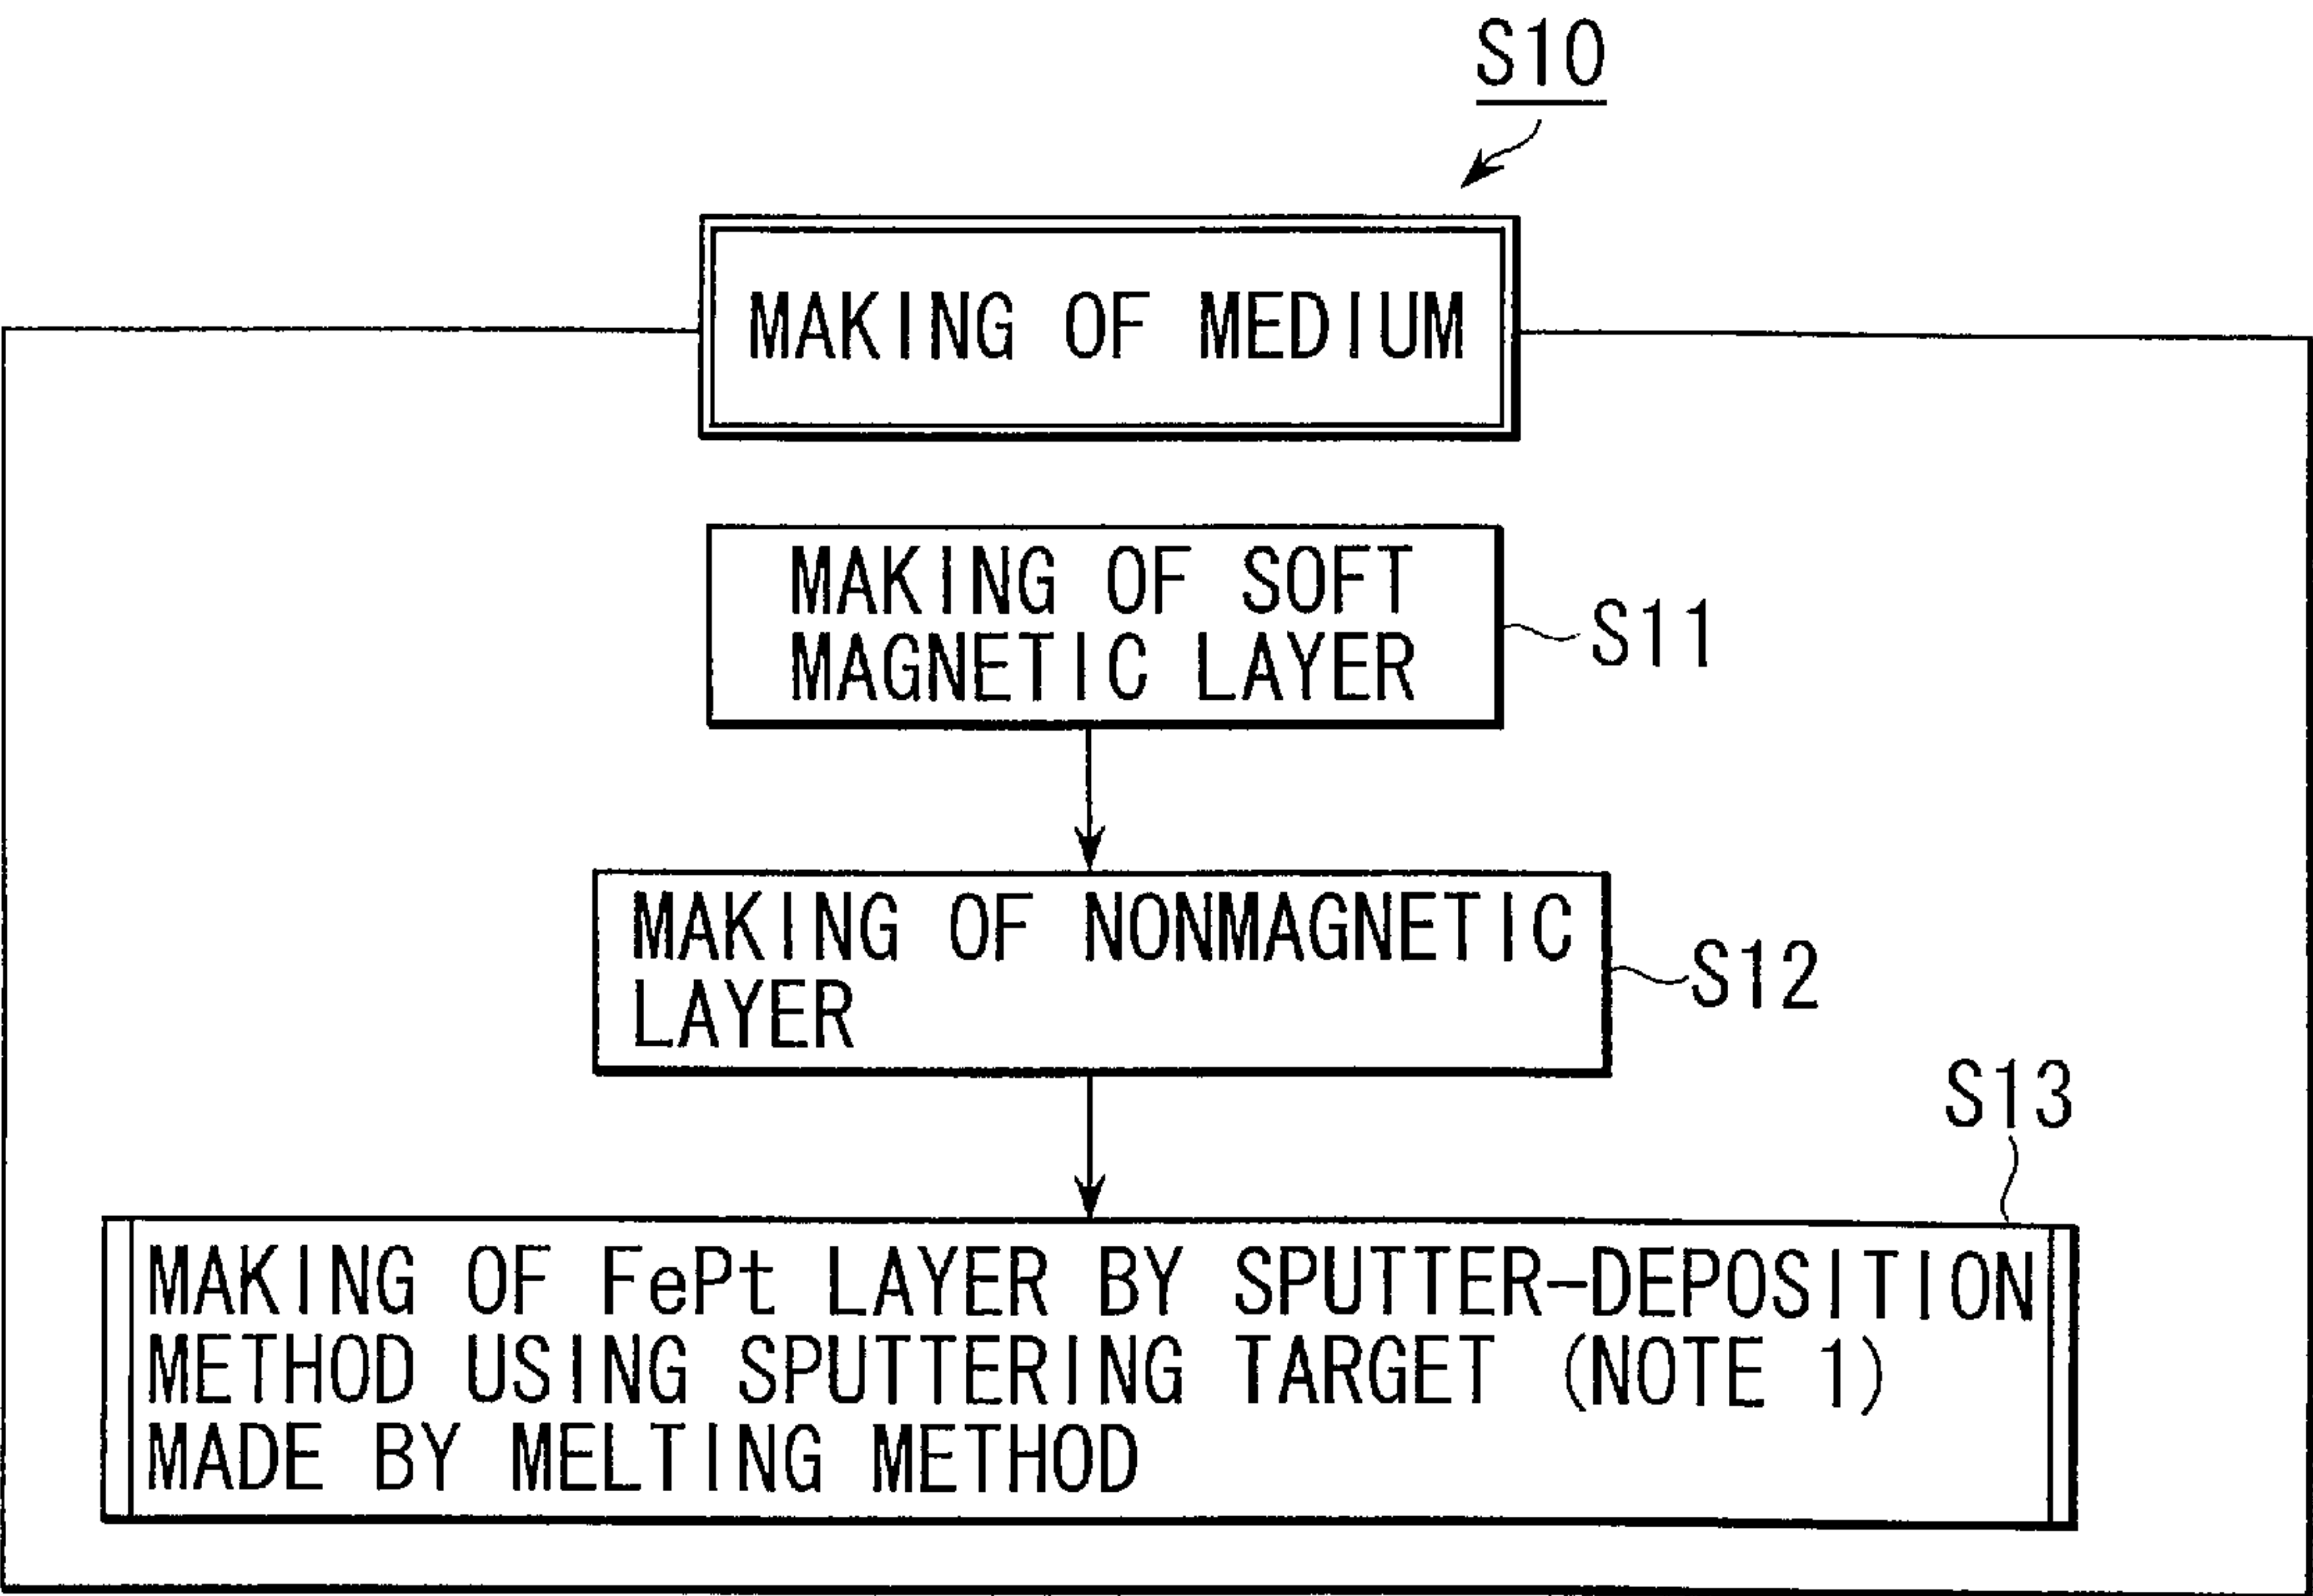 S10
MAKING OF MEDIUM
MAKING OF SOFT
MAGNETIC LAYER
S11
MAKING OF NONMAGNETIC
LAYER
S12
S13
MAKING OF FePt LAYER BY SPUTTER-DEPOSITION
METHOD USING SPUTTERING TARGET (NOTE 1)
MADE BY MELTING METHOD